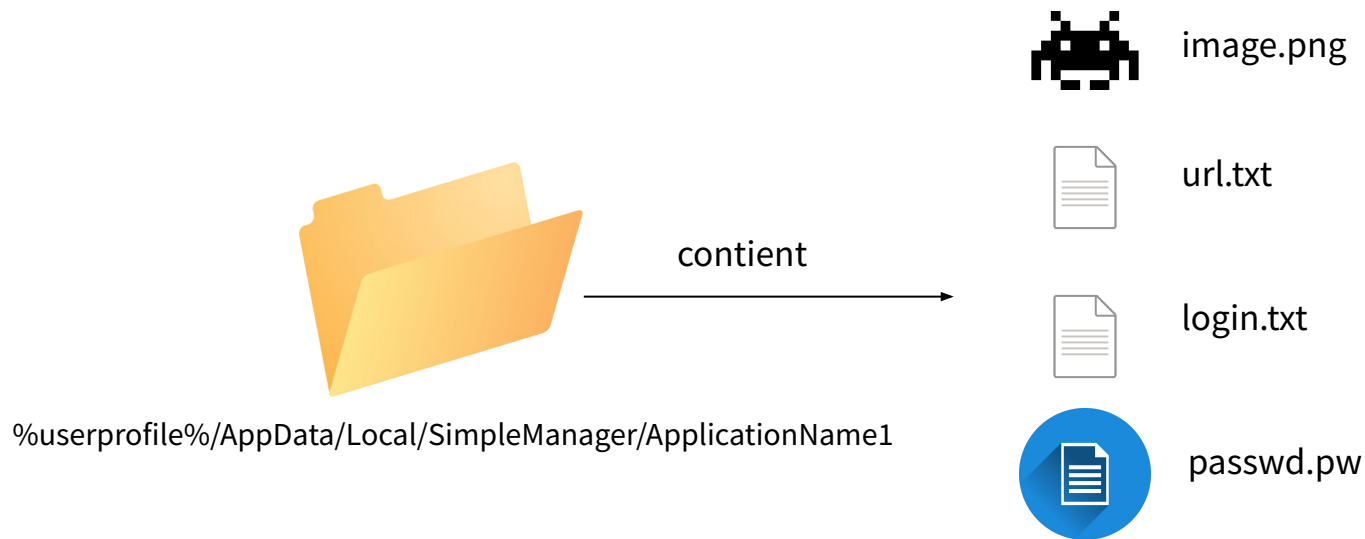 image.png
url.txt
contient
login.txt
%userprofile%/AppData/Local/SimpleManager/ApplicationName1
passwd.pw